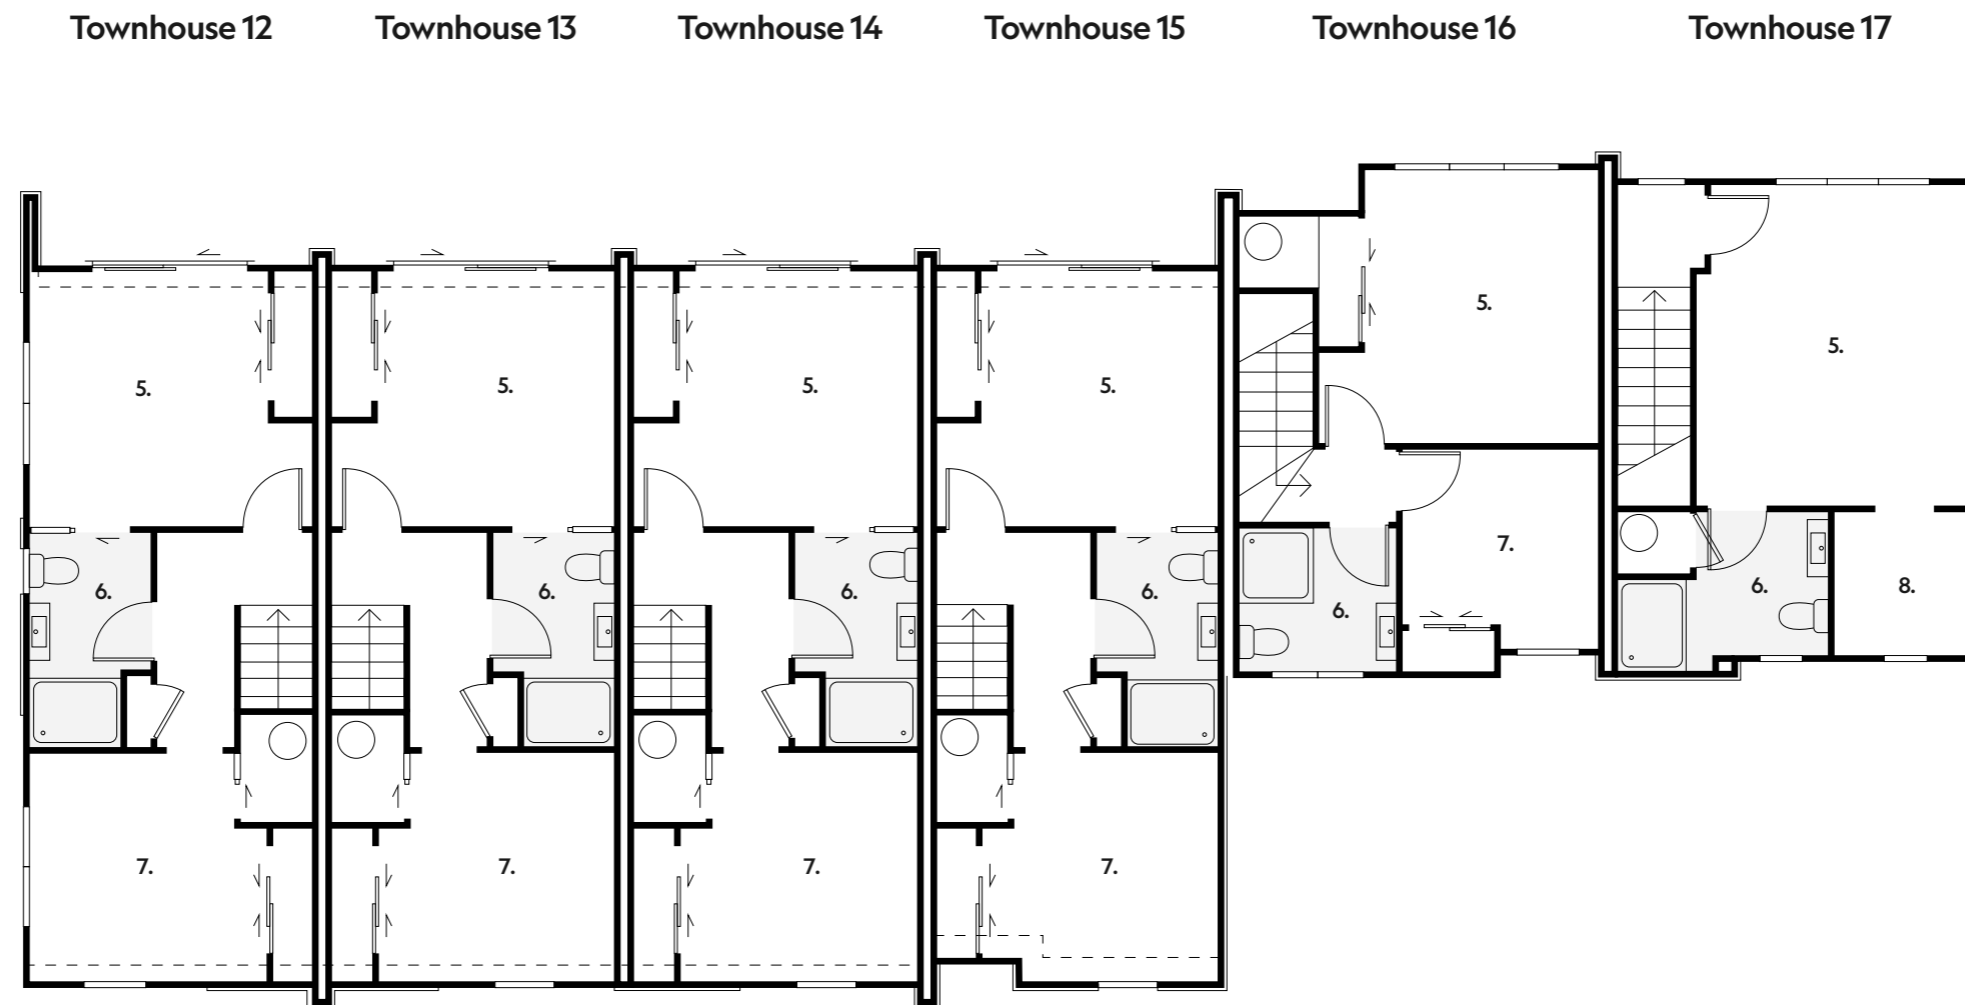 Townhouse 12 Townhouse 13 Townhouse 14 Townhouse 15 Townhouse 16 Townhouse 17
5. 5.
5. 5. 5. 5.
7.
6. 6. 6. 6. 6. 6. 8.
7. 7. 7. 7.